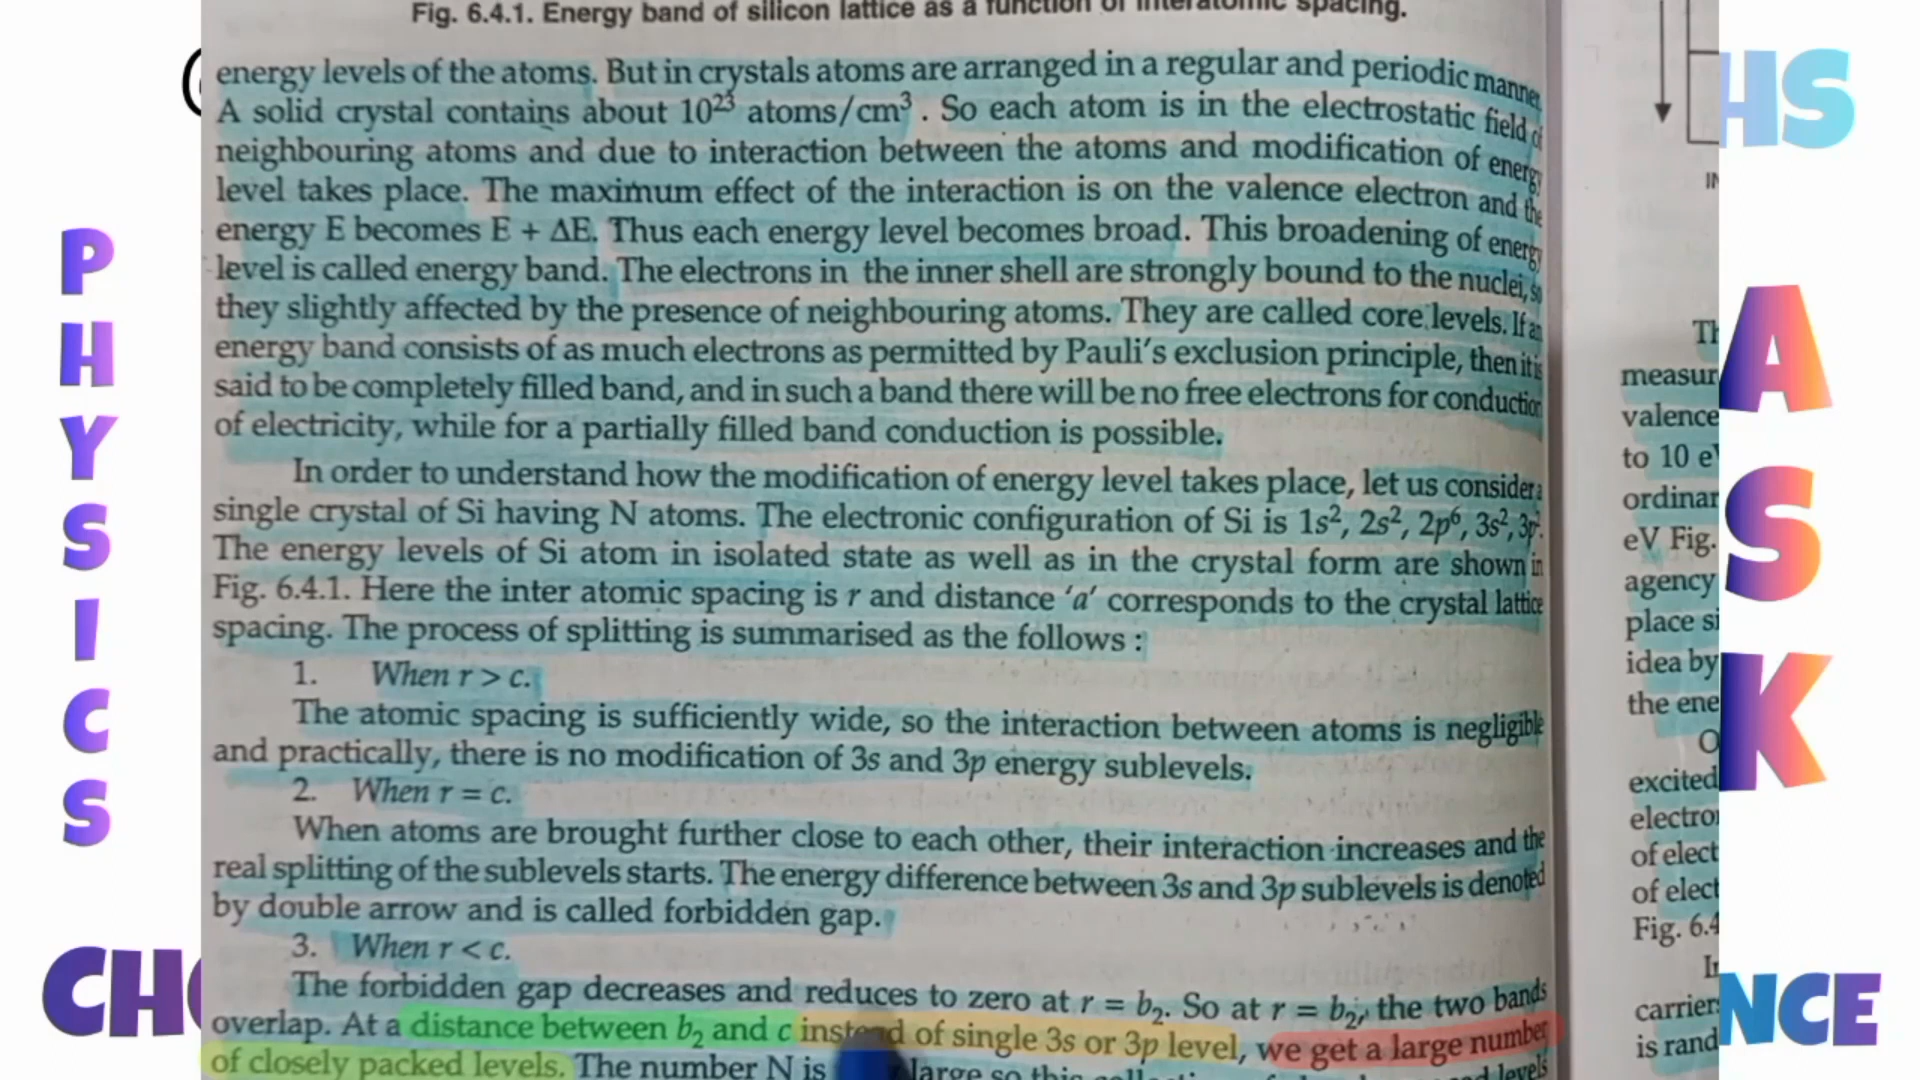 Fig. 6.4.1. Energy band of silicon lattice as a function of interatomic spacing.
energy levels of the atoms. But in crystals atoms are arranged in a regular and periodic manner.
A solid crystal contains about 10²³ atoms/cm³. So each atom is in the electrostatic field of
neighbouring atoms and due to interaction between the atoms and modification of energy
level takes place. The maximum effect of the interaction is on the valence electron and the
energy E becomes E + ΔE. Thus each energy level becomes broad. This broadening of energy
level is called energy band. The electrons in the inner shell are strongly bound to the nuclei, so
they slightly affected by the presence of neighbouring atoms. They are called core levels. If an
energy band consists of as much electrons as permitted by Pauli's exclusion principle, then it is
said to be completely filled band, and in such a band there will be no free electrons for conduction
of electricity, while for a partially filled band conduction is possible.
In order to understand how the modification of energy level takes place, let us consider a
single crystal of Si having N atoms. The electronic configuration of Si is 1s², 2s², 2p⁶, 3s², 3p².
The energy levels of Si atom in isolated state as well as in the crystal form are shown in
Fig. 6.4.1. Here the inter atomic spacing is r and distance 'a' corresponds to the crystal lattice
spacing. The process of splitting is summarised as the follows :
1. When r > c.
The atomic spacing is sufficiently wide, so the interaction between atoms is negligible
and practically, there is no modification of 3s and 3p energy sublevels.
2. When r = c.
When atoms are brought further close to each other, their interaction increases and the
real splitting of the sublevels starts. The energy difference between 3s and 3p sublevels is denoted
by double arrow and is called forbidden gap.
3. When r < c.
The forbidden gap decreases and reduces to zero at r = b₂. So at r = b₂, the two bands
overlap. At a distance between b₂ and c instead of single 3s or 3p level, we get a large number
of closely packed levels. The number N is large so this levels
measur
valence
to 10 e
ordinar
eV Fig.
agency
place si
idea by
the ene
excited
electro
of elect
of elect
Fig. 6.4
In
carrier
is rand
PHYSICS
HS
ASK
CH
NCE